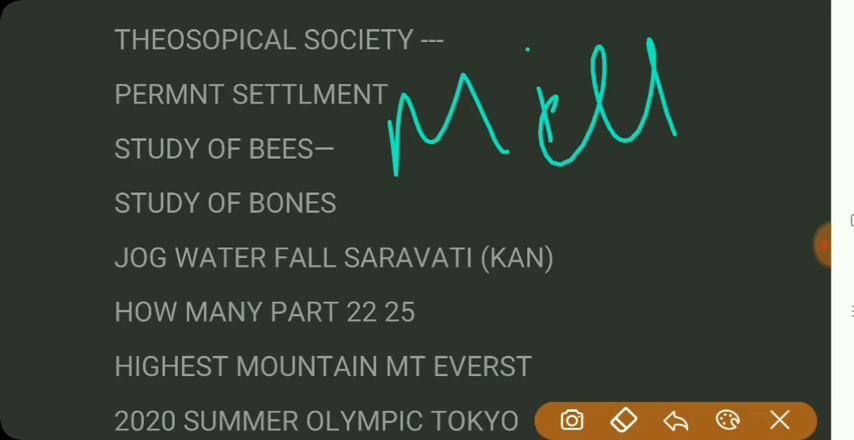 THEOSOPICAL SOCIETY ---
PERMNT SETTLMENT
Mill
STUDY OF BEES—
STUDY OF BONES
JOG WATER FALL SARAVATI (KAN)
HOW MANY PART 22 25
HIGHEST MOUNTAIN MT EVERST
2020 SUMMER OLYMPIC TOKYO